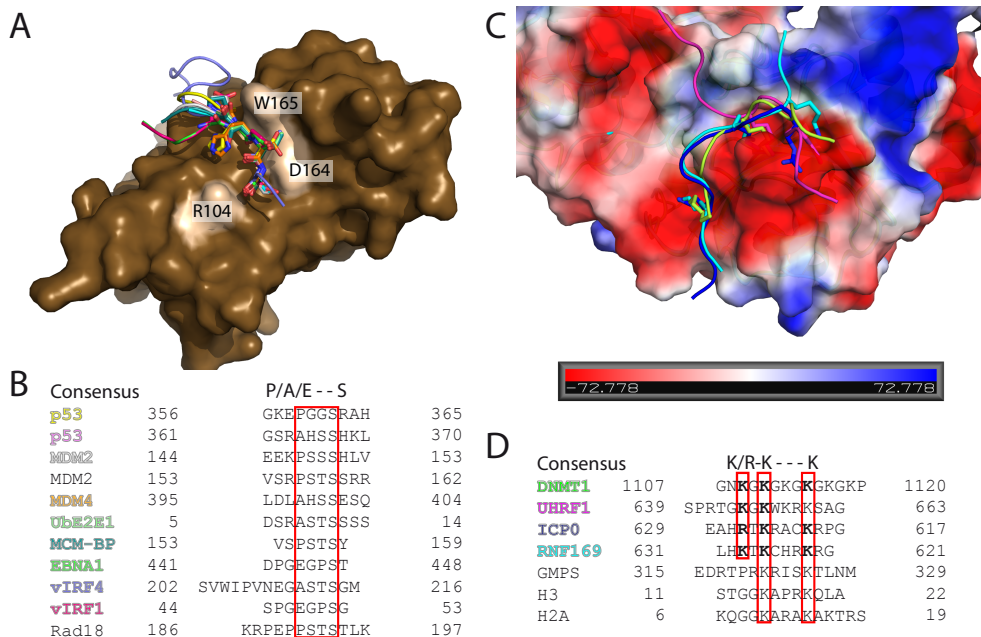 A
W165
D164
R104
B
Consensus P/A/E - - S
p53 356 GKEPGGSRAH 365
p53 361 GSRAHSSHKL 370
MDM2 144 EEKPSSSHLV 153
MDM2 153 VSRPTSSSRR 162
MDM4 395 LDLAHSSESQ 404
UbE2E1 5 DSRASTSSSS 14
MCM-BP 153 VSPSTSY 159
EBNA1 441 DPGEGPST 448
vIRF4 202 SVWIPVNEGASTSGM 216
vIRF1 44 SPGEGPSG 53
Rad18 186 KRPEPPSTSTLK 197
C
-72.778 72.778
D
Consensus K/R-K - - - K
DNMT1 1107 GNKGKGKGKGKGKP 1120
UHRF1 639 SPRTGKGKWKRKSAG 663
ICP0 629 EAHRTKRACKRPG 617
RNF169 631 LHKTKCHRKRG 621
GMPS 315 EDRTPRKRISKTLNM 329
H3 11 STGGKAPRKQLA 22
H2A 6 KQGGKARAKAKTRS 19